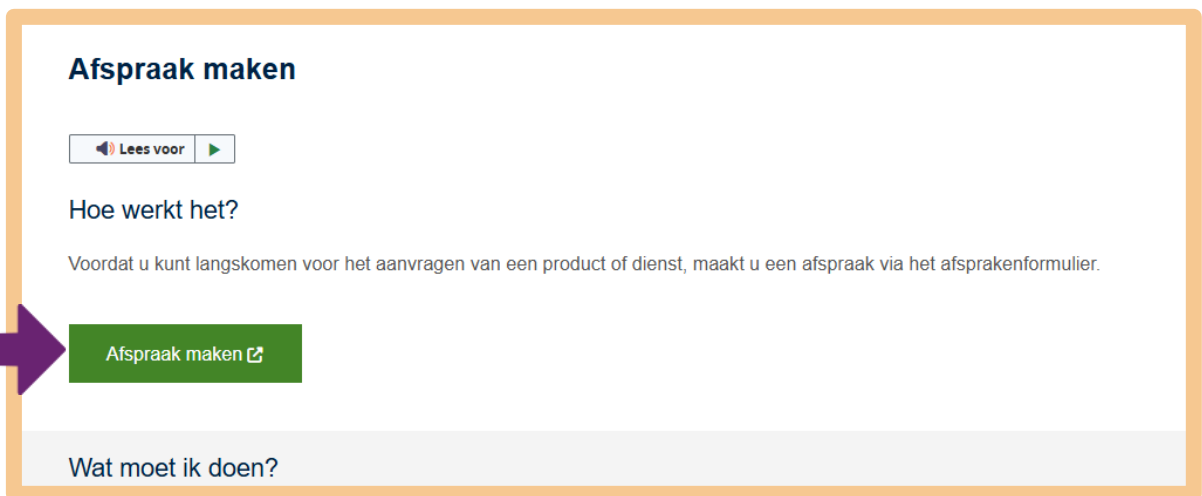 Afspraak maken
Lees voor
Hoe werkt het?
Voordat u kunt langskomen voor het aanvragen van een product of dienst, maakt u een afspraak via het afsprakenformulier.
Afspraak maken
Wat moet ik doen?